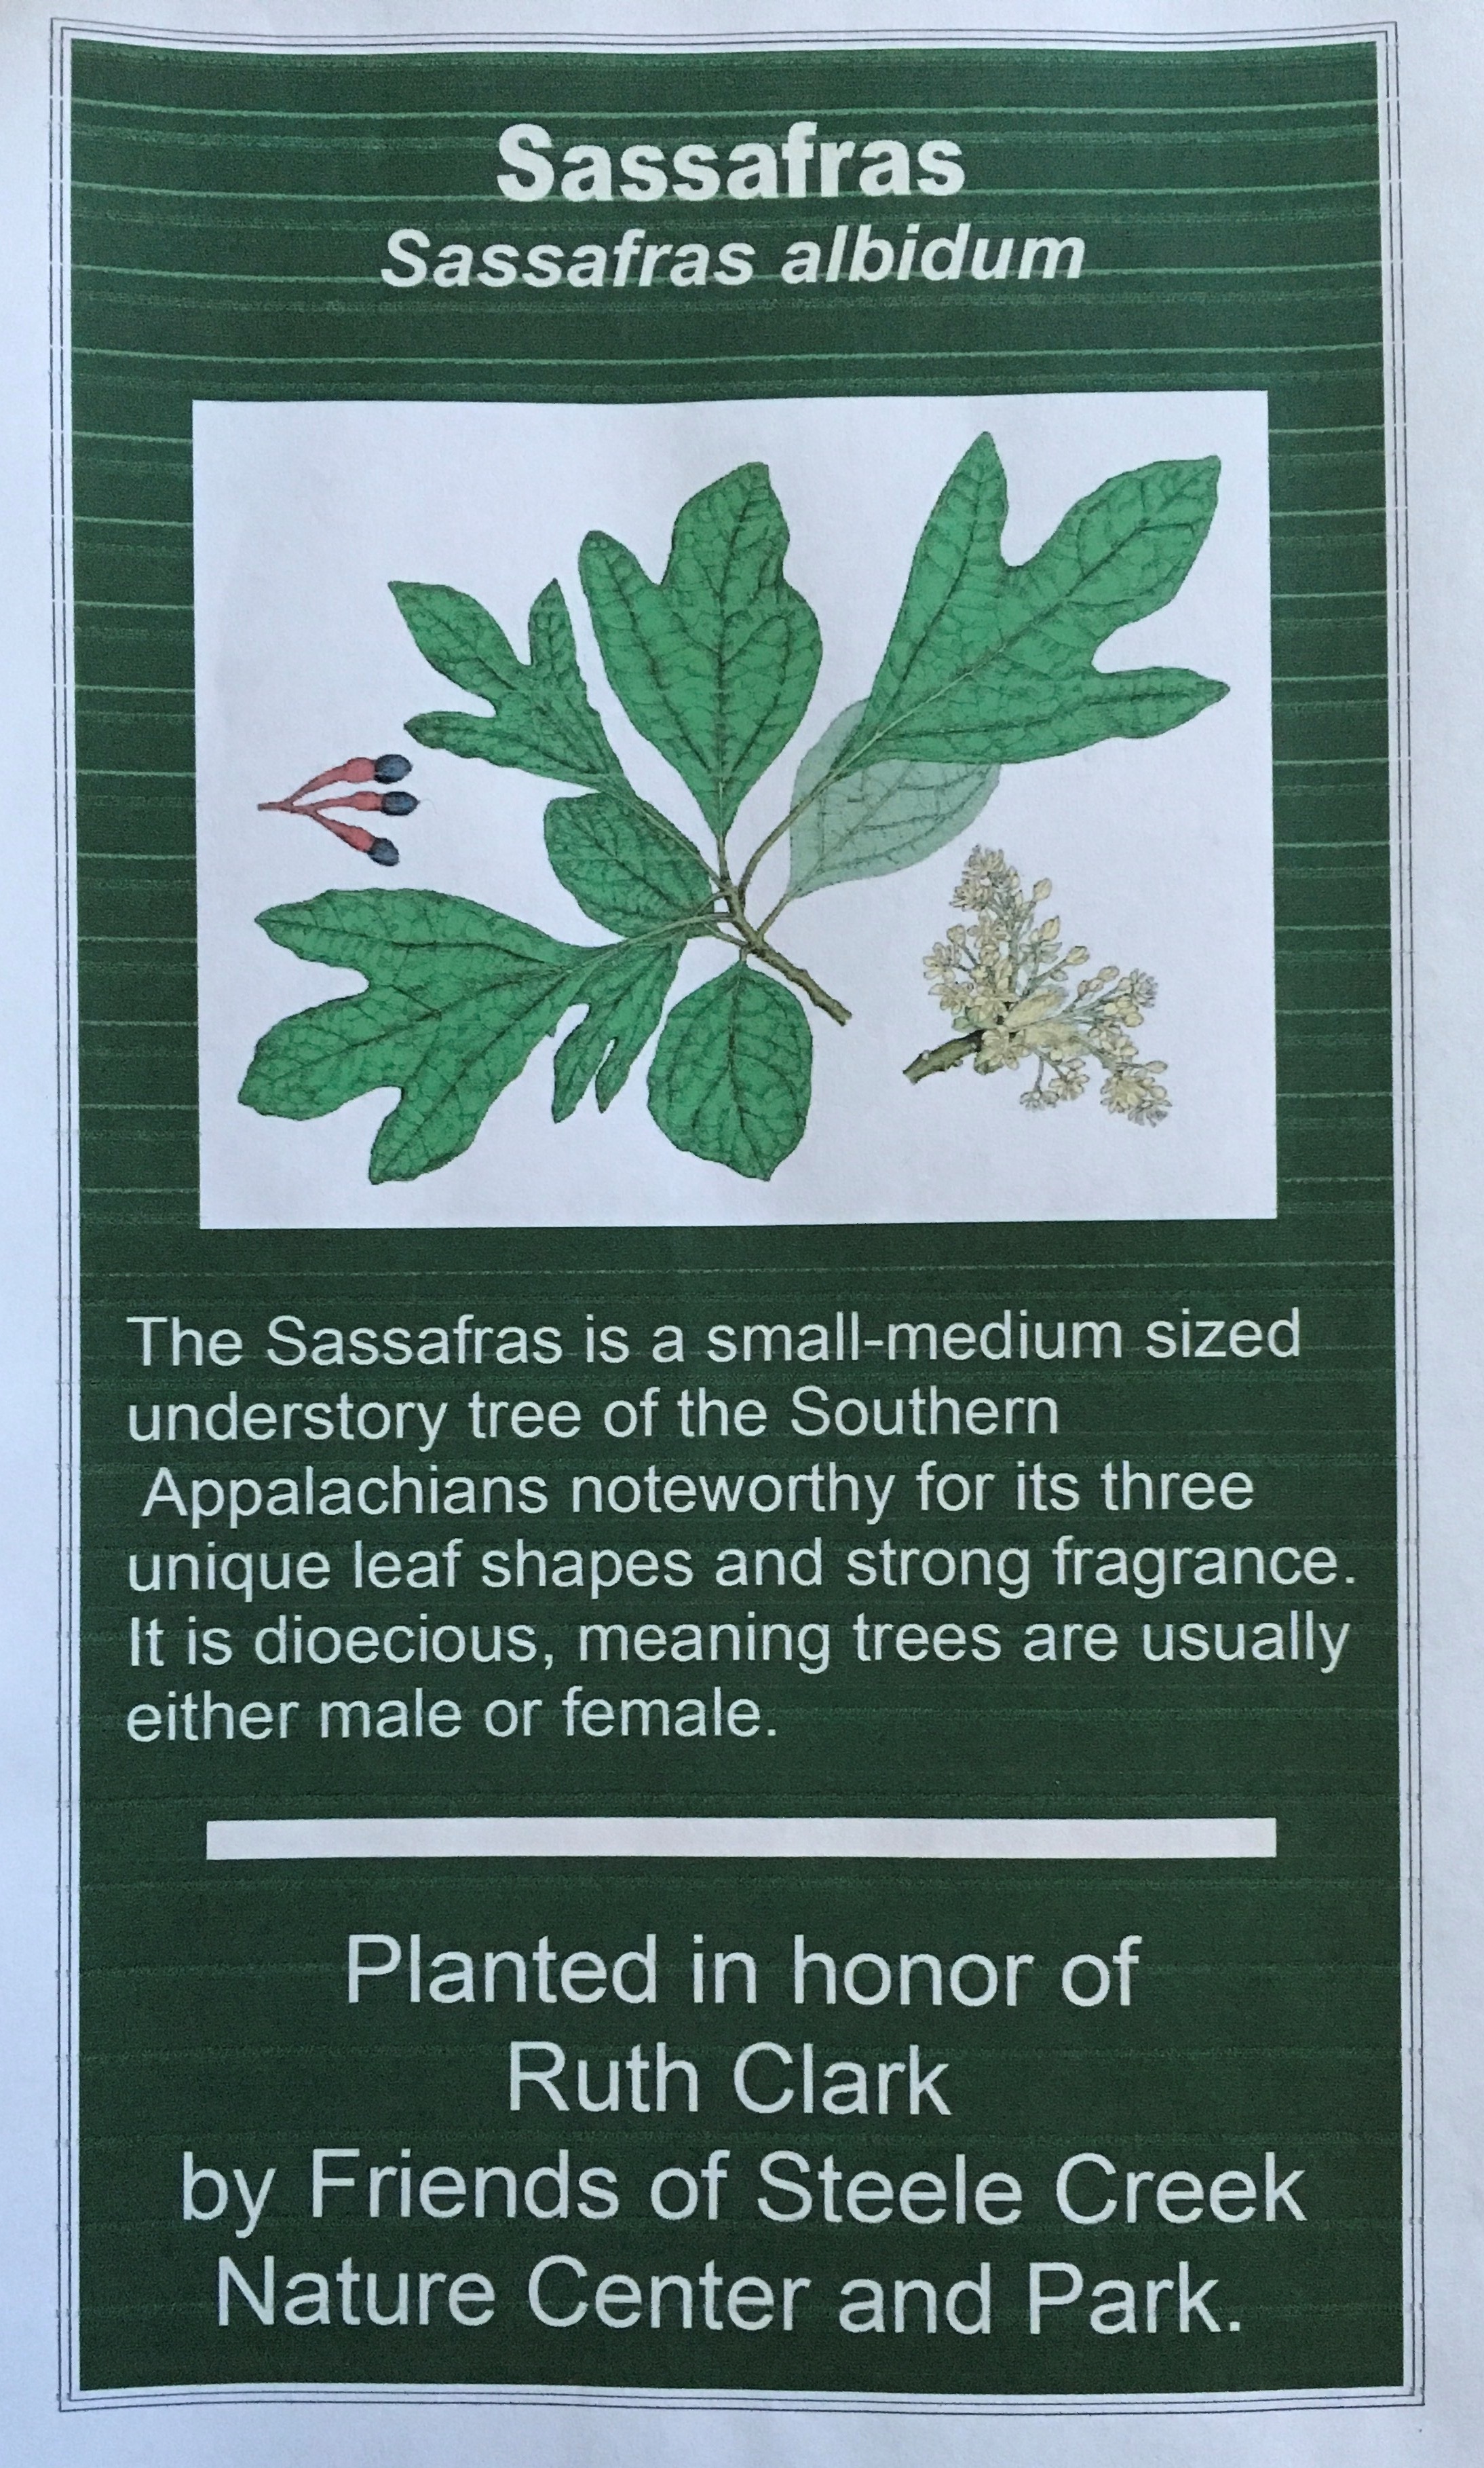 Sassafras
Sassafras albidum
The Sassafras is a small-medium sized
understory tree of the Southern
Appalachians noteworthy for its three
unique leaf shapes and strong fragrance.
It is dioecious, meaning trees are usually
either male or female.
Planted in honor of
Ruth Clark
by Friends of Steele Creek
Nature Center and Park.